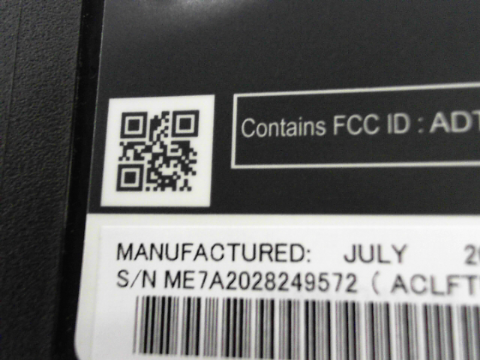 Contains FCC ID : ADT
MANUFACTURED: JULY 20
S/N ME7A2028249572 ( ACLFT